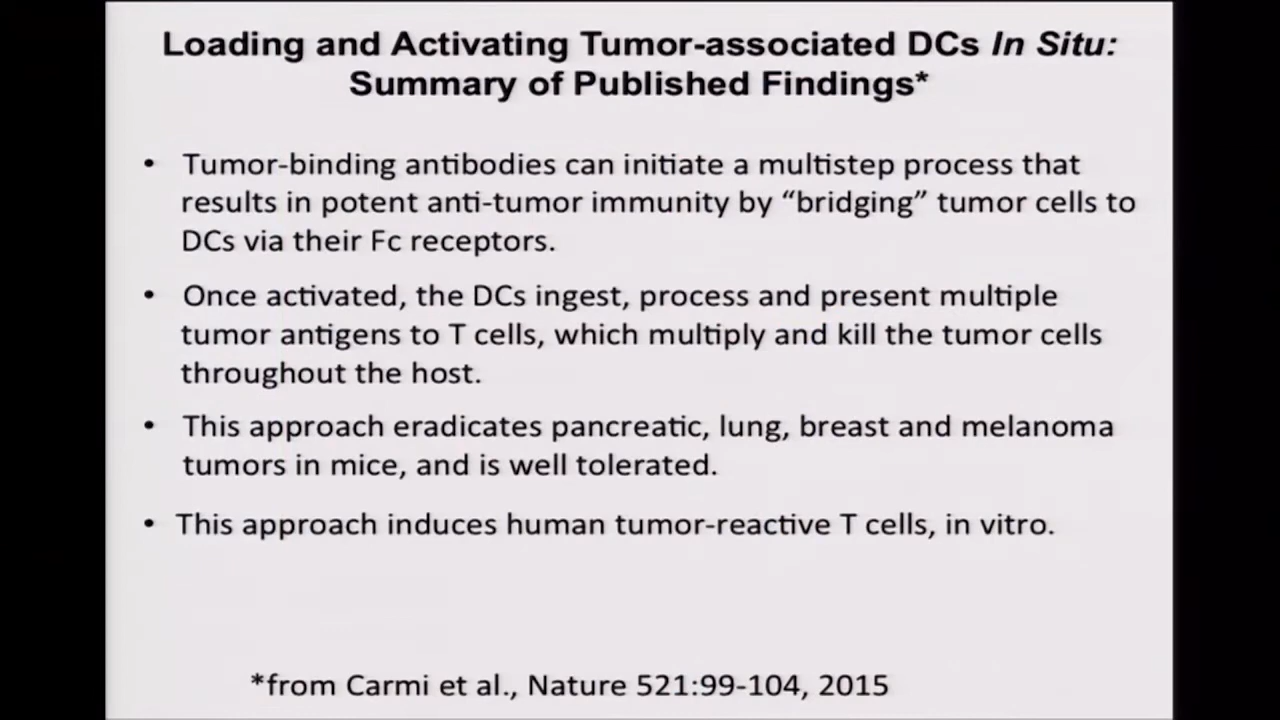 Loading and Activating Tumor-associated DCs In Situ:
Summary of Published Findings*
• Tumor-binding antibodies can initiate a multistep process that
results in potent anti-tumor immunity by “bridging” tumor cells to
DCs via their Fc receptors.
• Once activated, the DCs ingest, process and present multiple
tumor antigens to T cells, which multiply and kill the tumor cells
throughout the host.
• This approach eradicates pancreatic, lung, breast and melanoma
tumors in mice, and is well tolerated.
• This approach induces human tumor-reactive T cells, in vitro.
*from Carmi et al., Nature 521:99-104, 2015